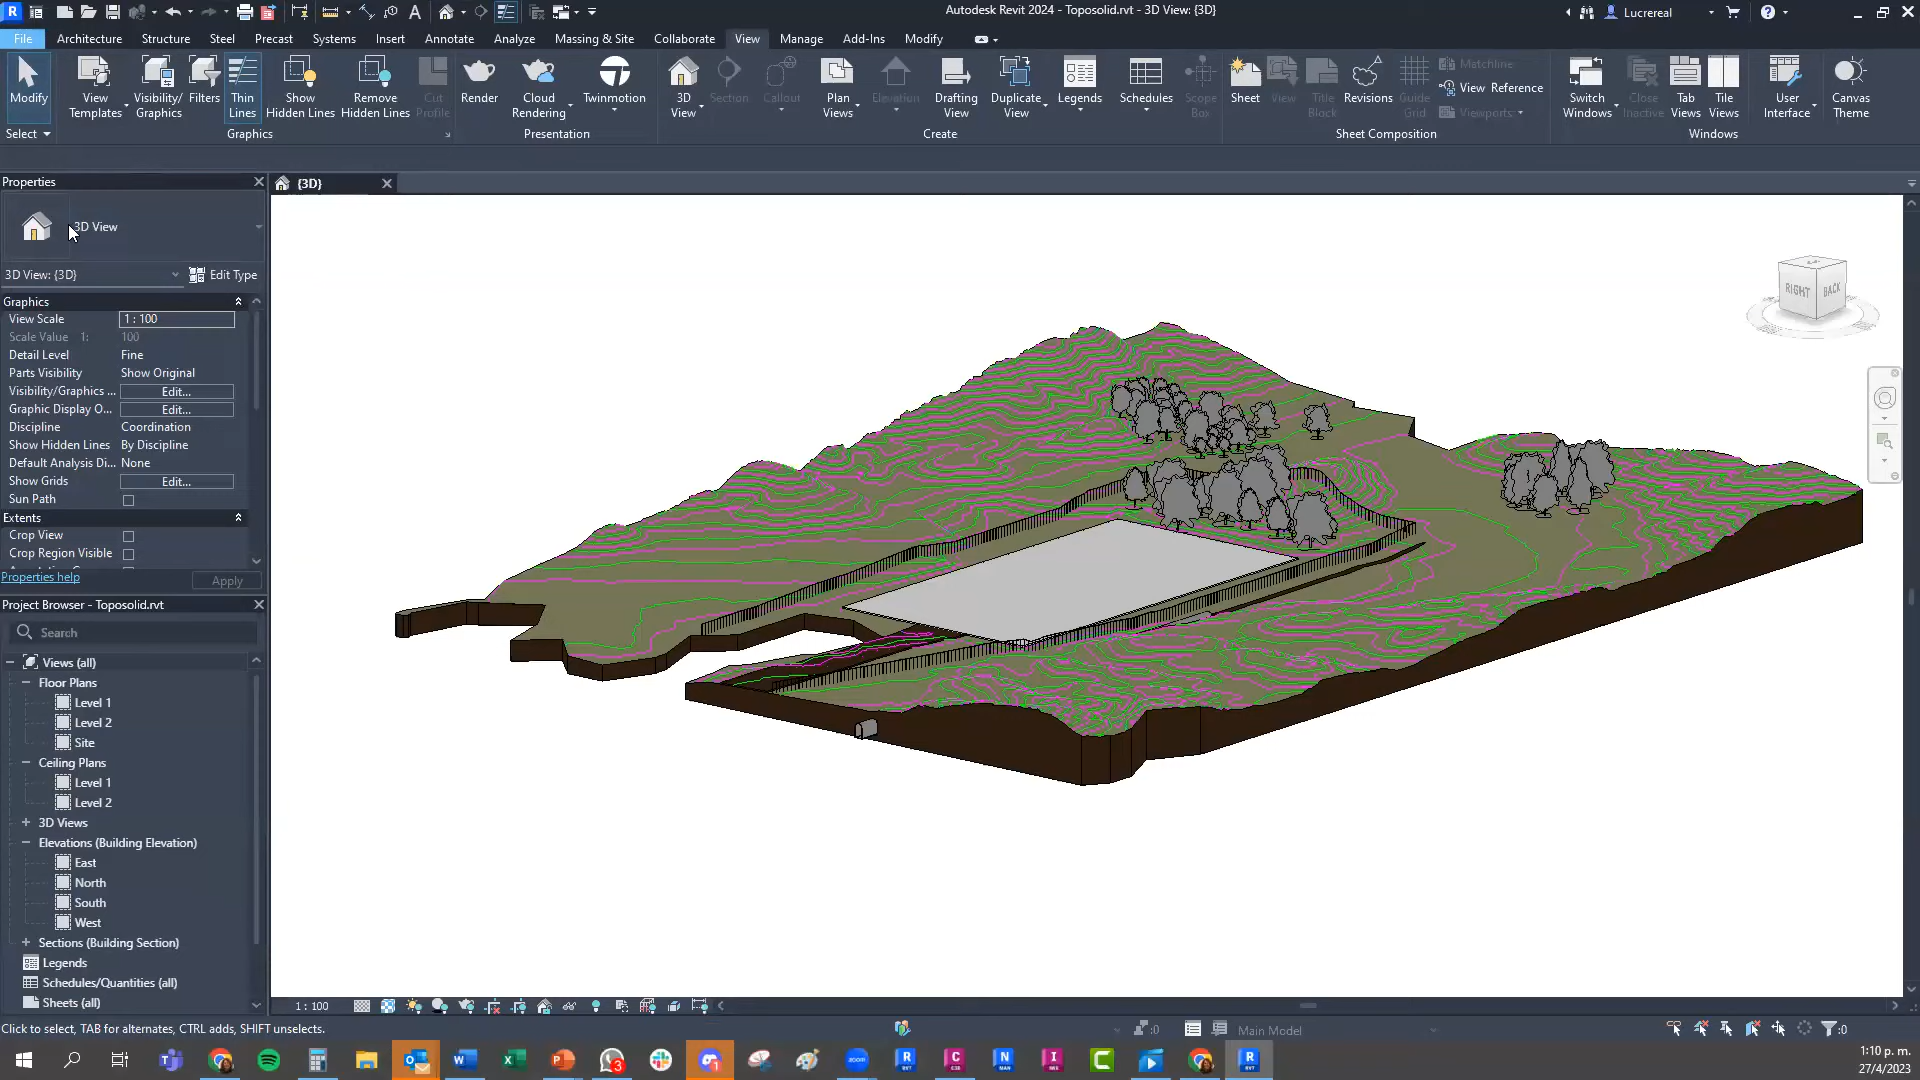 Autodesk Revit 2024 - Toposolid.rvt - 3D View: {3D}
Lucrereal
File
Architecture
Structure
Steel
Precast
Systems
Insert
Annotate
Analyze
Massing & Site
Collaborate
View
Manage
Add-Ins
Modify
Modify
View Templates
Visibility/ Graphics
Filters
Thin Lines
Show Hidden Lines
Remove Hidden Lines
Cut Profile
Render
Cloud Rendering
Twinmotion
3D View
Section
Callout
Plan Views
Elevation
Drafting View
Duplicate View
Legends
Schedules
Scope Box
Sheet
View
Title Block
Revisions
Guide Grid
Matchline
View Reference
Viewports
Switch Windows
Close Inactive
Tab Views
Tile Views
User Interface
Canvas Theme
Select
Graphics
Presentation
Create
Sheet Composition
Windows
Properties
{3D}
3D View
3D View: {3D}
Edit Type
Graphics
View Scale 1 : 100
Scale Value 1: 100
Detail Level Fine
Parts Visibility Show Original
Visibility/Graphics ... Edit...
Graphic Display O... Edit...
Discipline Coordination
Show Hidden Lines By Discipline
Default Analysis Di... None
Show Grids Edit...
Sun Path
Extents
Crop View
Crop Region Visible
Properties help
Apply
Project Browser - Toposolid.rvt
Search
Views (all)
Floor Plans
Level 1
Level 2
Site
Ceiling Plans
Level 1
Level 2
3D Views
Elevations (Building Elevation)
East
North
South
West
Sections (Building Section)
Legends
Schedules/Quantities (all)
Sheets (all)
RIGHT
BACK
1 : 100
Click to select, TAB for alternates, CTRL adds, SHIFT unselects.
:0
Main Model
:0
1:10 p. m.
27/4/2023